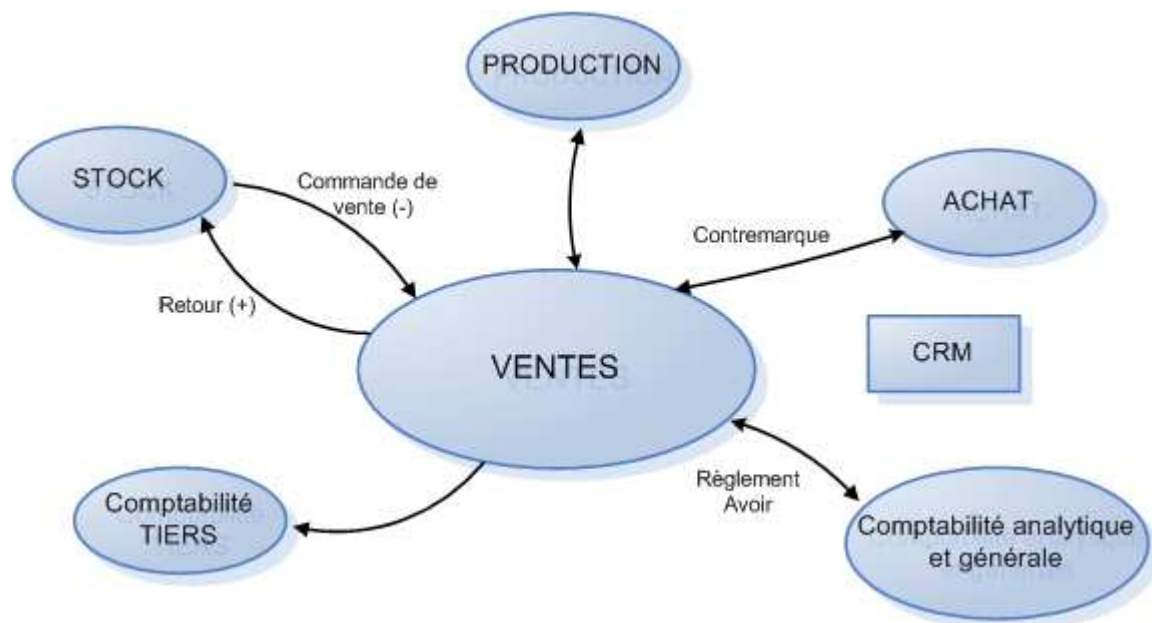 PRODUCTION
STOCK
Commande de
vente (-)
ACHAT
Contremarque
Retour (+)
CRM
VENTES
Règlement
Avoir
Comptabilité
TIERS
Comptabilité analytique
et générale